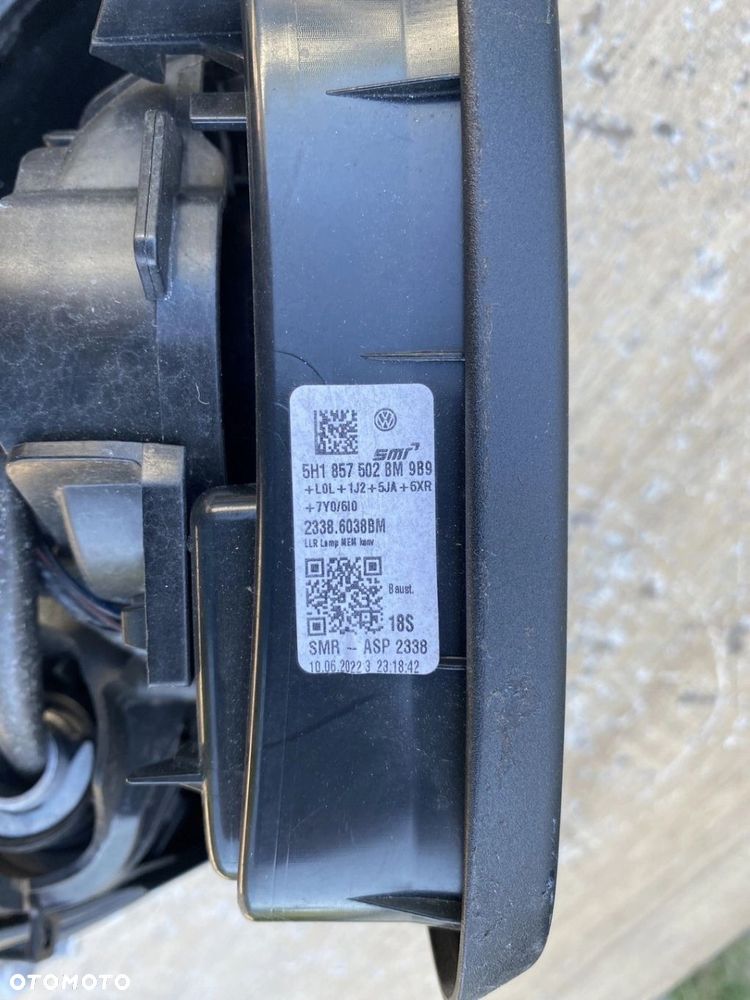 smr
5H1 857 502 BM 9B9
+L0L+1J2+5JA+6XR
+7Y0/6I0
2338.6038BM
LLR Lamp MEM konv
Baust.
18S
SMR - ASP 2338
10.06.2022 3 23:18:42
OTOMOTO